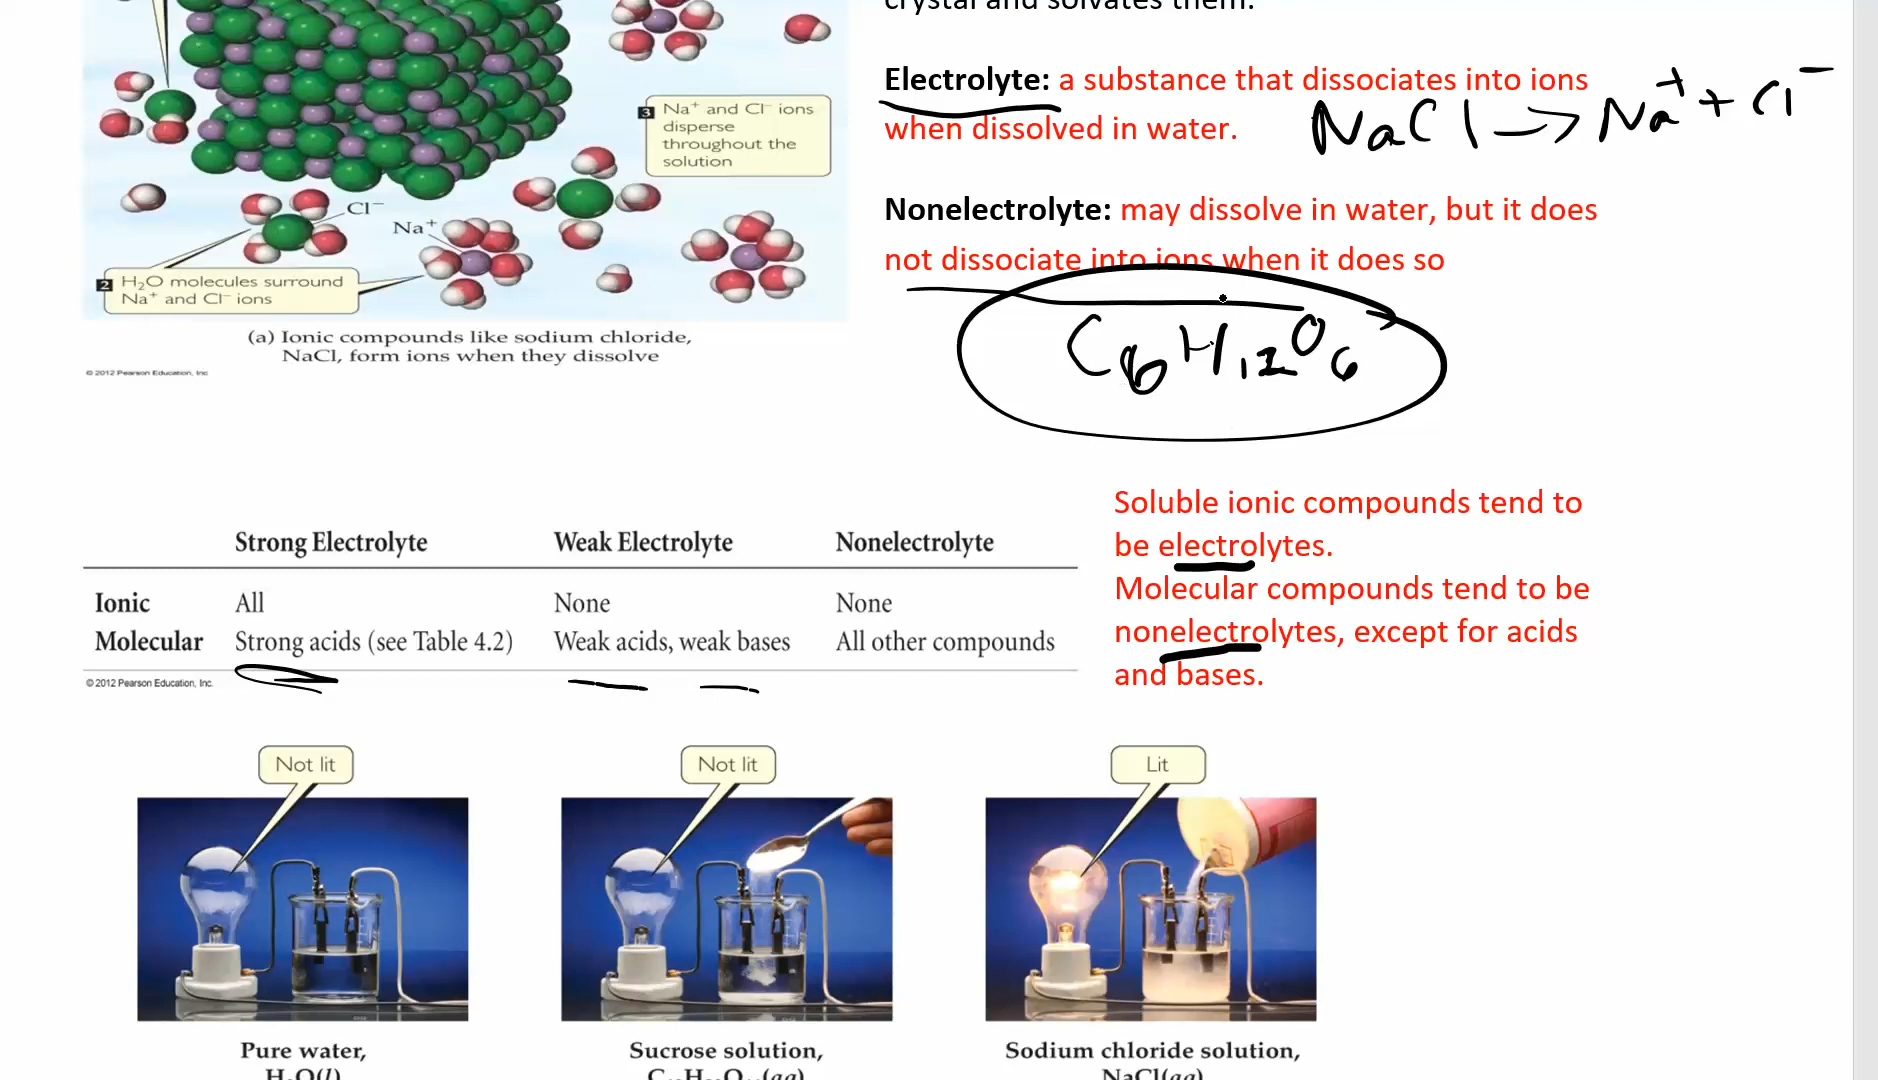 crystal and solvates them.
Electrolyte: a substance that dissociates into ions
when dissolved in water.
NaCl → Na⁺ + Cl⁻
Nonelectrolyte: may dissolve in water, but it does
not dissociate into ions when it does so
C₆H₁₂O₆
3 Na⁺ and Cl⁻ ions
disperse
throughout the
solution
Cl⁻
Na⁺
2 H₂O molecules surround
Na⁺ and Cl⁻ ions
(a) Ionic compounds like sodium chloride,
NaCl, form ions when they dissolve
© 2012 Pearson Education, Inc
Strong Electrolyte Weak Electrolyte Nonelectrolyte
Ionic All None None
Molecular Strong acids (see Table 4.2) Weak acids, weak bases All other compounds
© 2012 Pearson Education, Inc.
Soluble ionic compounds tend to
be electrolytes.
Molecular compounds tend to be
nonelectrolytes, except for acids
and bases.
Not lit
Not lit
Lit
Pure water,
H₂O(l)
Sucrose solution,
Sodium chloride solution,
NaCl(aq)